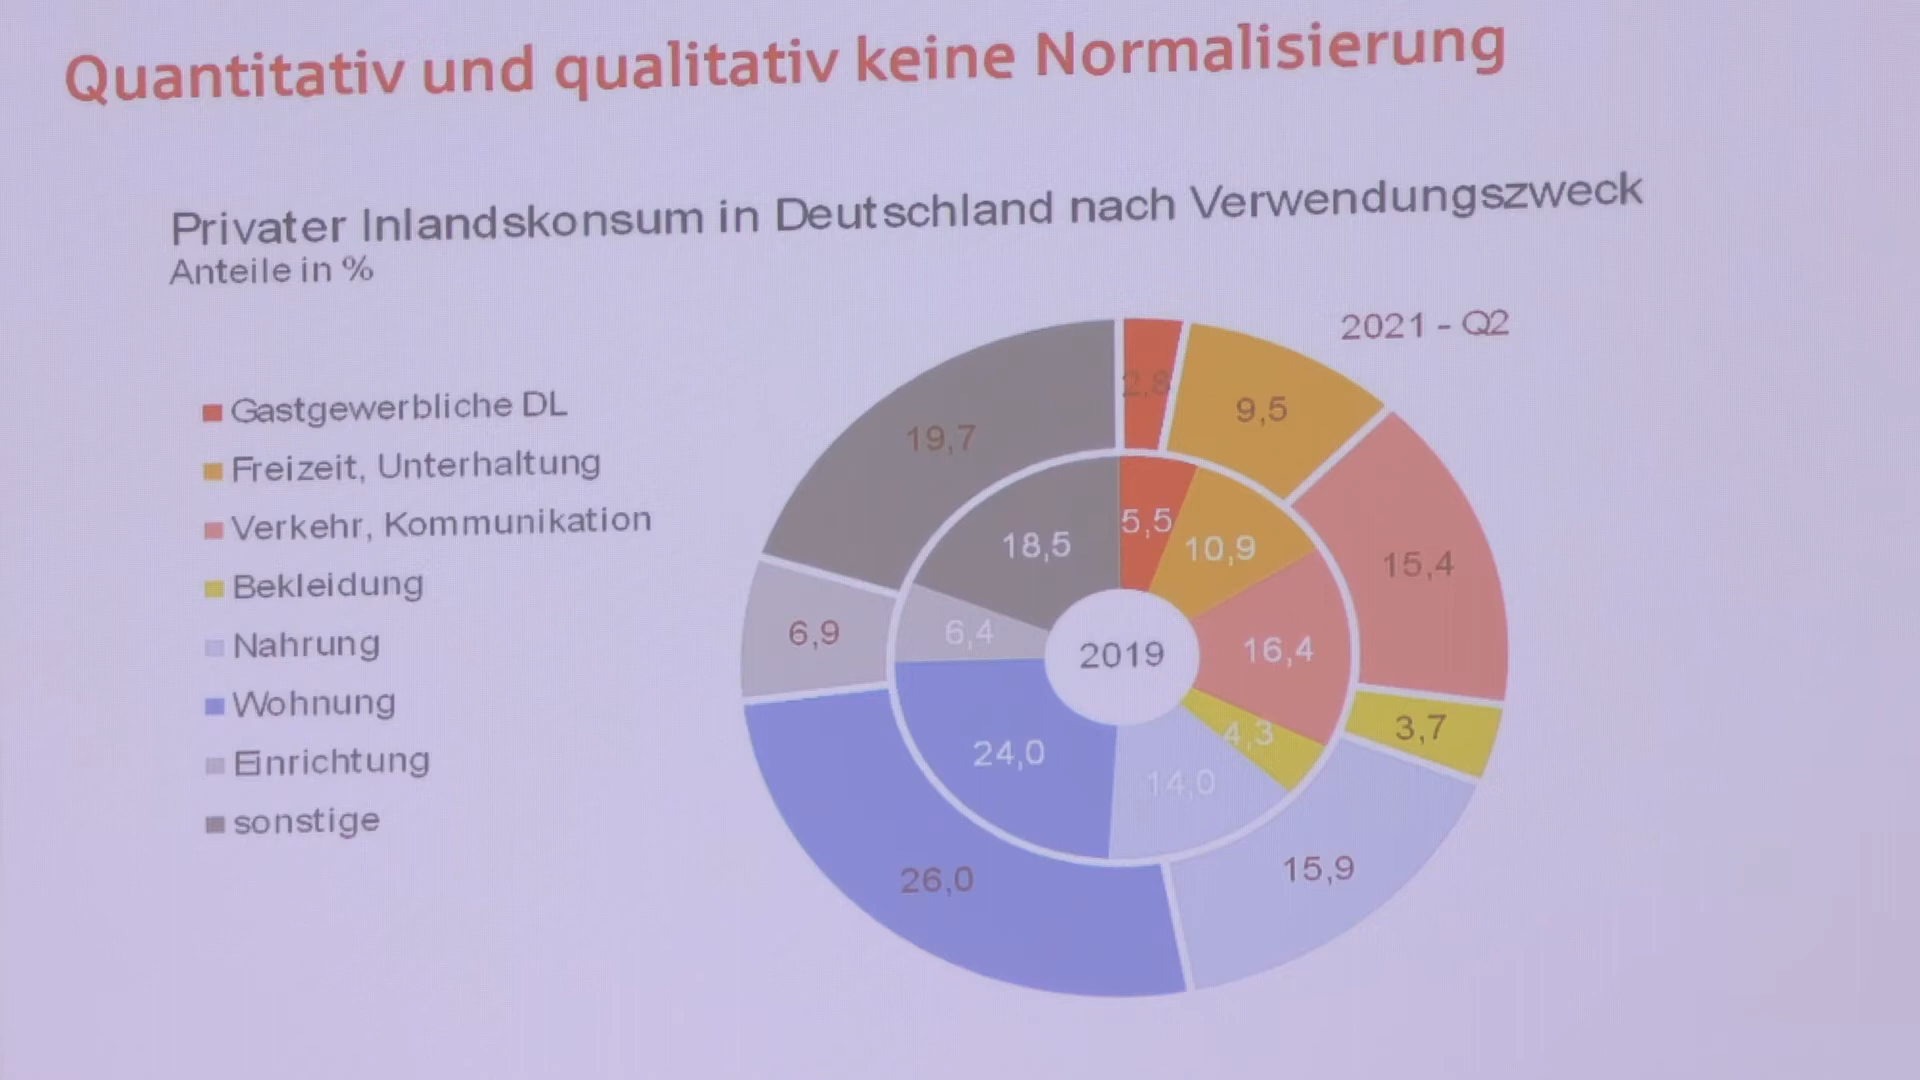 Quantitativ und qualitativ keine Normalisierung
Privater Inlandskonsum in Deutschland nach Verwendungszweck
Anteile in %
2021 - Q2
Gastgewerbliche DL
Freizeit, Unterhaltung
Verkehr, Kommunikation
Bekleidung
Nahrung
Wohnung
Einrichtung
sonstige
2,8
9,5
15,4
3,7
15,9
26,0
6,9
19,7
5,5
10,9
16,4
4,3
14,0
24,0
6,4
18,5
2019